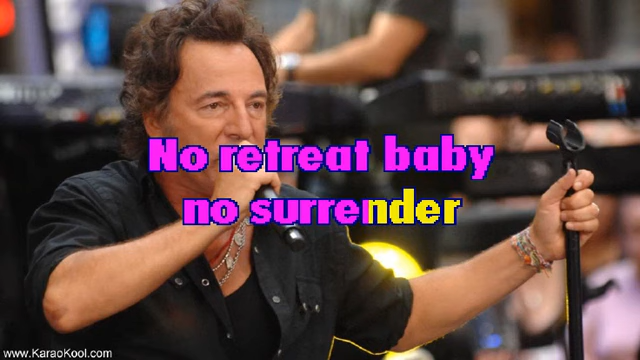 No retreat baby
no surrender
www.KaraoKool.com